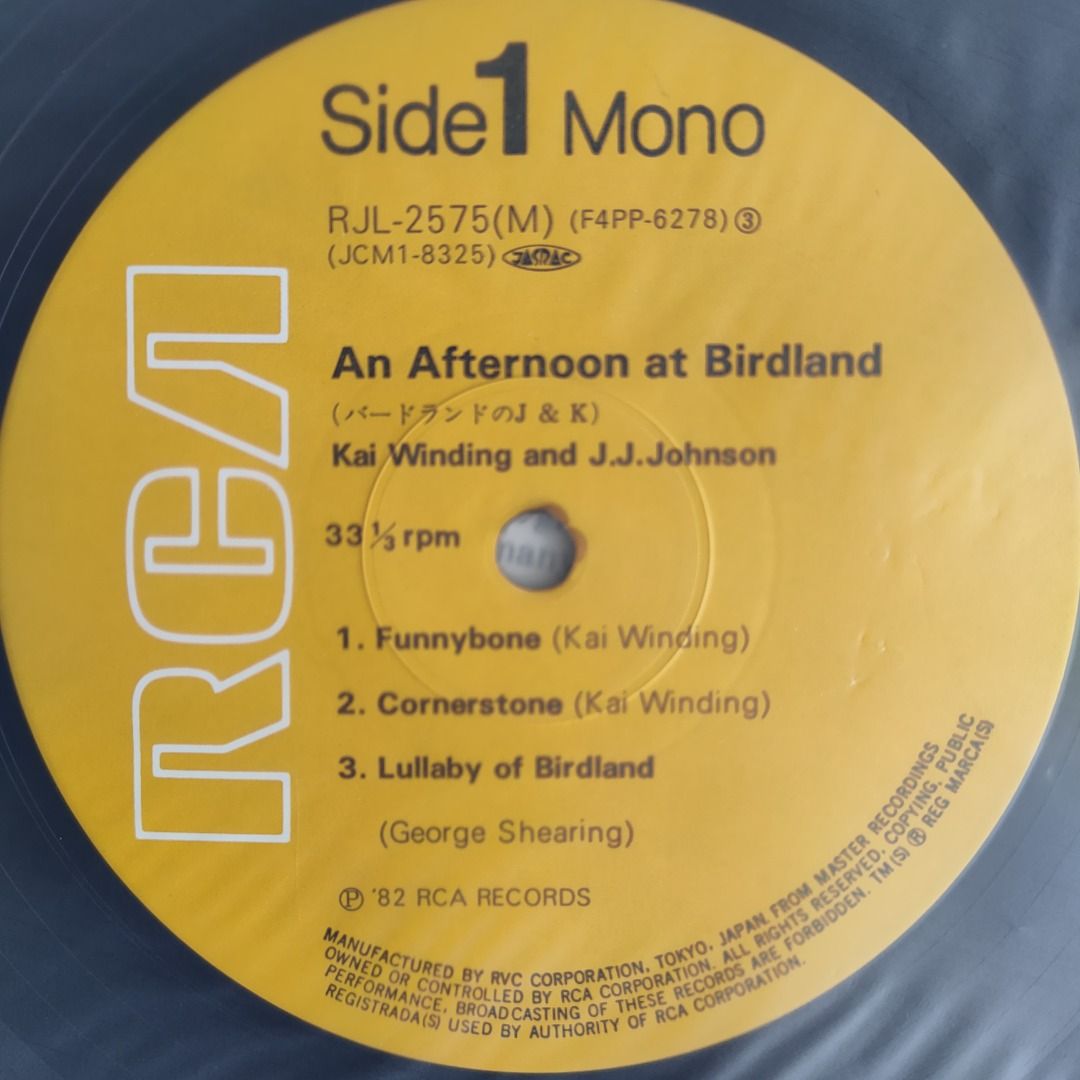 Side 1 Mono
RJL-2575(M) (F4PP-6278) ③
(JCM1-8325) JASRAC
RCA
An Afternoon at Birdland
(バードランドのJ & K)
Kai Winding and J.J.Johnson
33 ⅓ rpm
1. Funnybone (Kai Winding)
2. Cornerstone (Kai Winding)
3. Lullaby of Birdland
(George Shearing)
Ⓟ '82 RCA RECORDS
MANUFACTURED BY RVC CORPORATION, TOKYO, JAPAN FROM MASTER RECORDINGS
OWNED OR CONTROLLED BY RCA CORPORATION. ALL RIGHTS RESERVED. COPYING, PUBLIC
PERFORMANCE, BROADCASTING OF THESE RECORDS ARE FORBIDDEN. TM(S) ® REG MARCA(S)
REGISTRADA(S) USED BY AUTHORITY OF RCA CORPORATION.